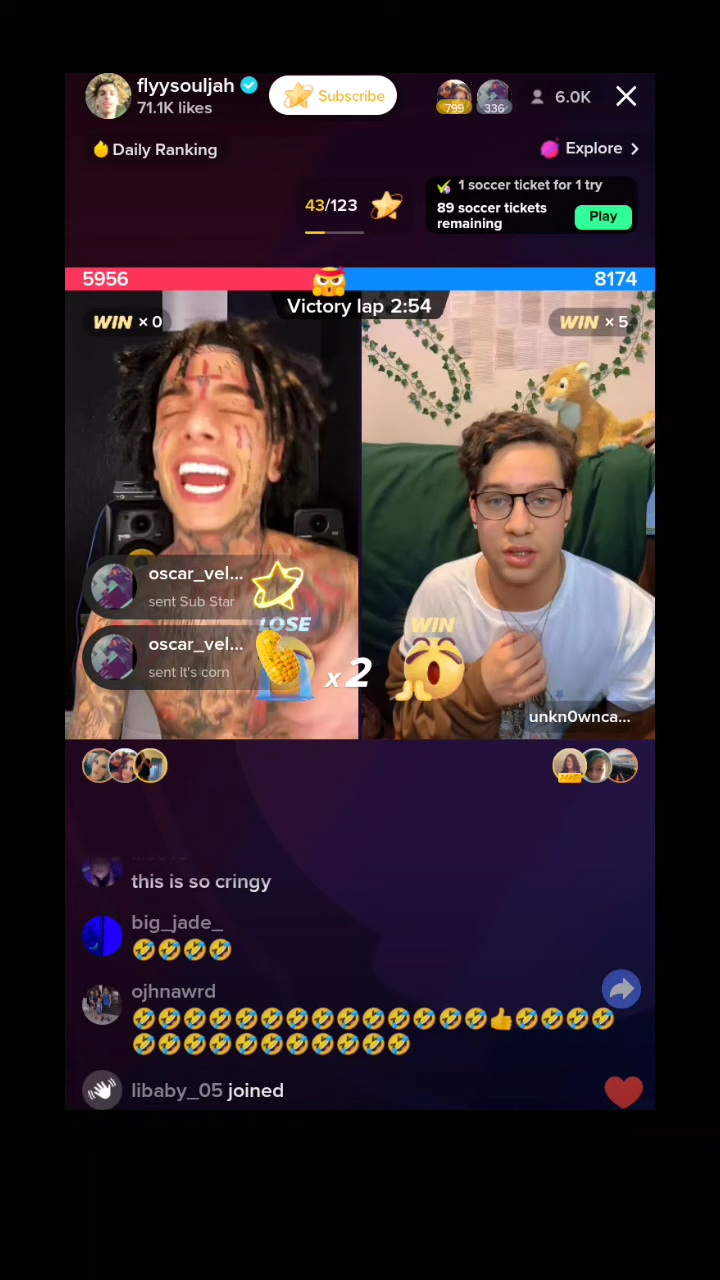 flyysouljah
71.1K likes
Subscribe
799
336
6.0K
Daily Ranking
Explore
43/123
1 soccer ticket for 1 try
89 soccer tickets
remaining
Play
5956
8174
Victory lap 2:54
WIN x 0
WIN x 5
oscar_vel...
sent Sub Star
LOSE
WIN
oscar_vel...
sent It's corn
x 2
unkn0wnca...
this is so cringy
big_jade_
🤣🤣🤣🤣
ojhnawrd
🤣🤣🤣🤣🤣🤣🤣🤣🤣🤣🤣🤣🤣🤣👍🤣🤣🤣🤣
🤣🤣🤣🤣🤣🤣🤣🤣🤣🤣🤣
libaby_05 joined